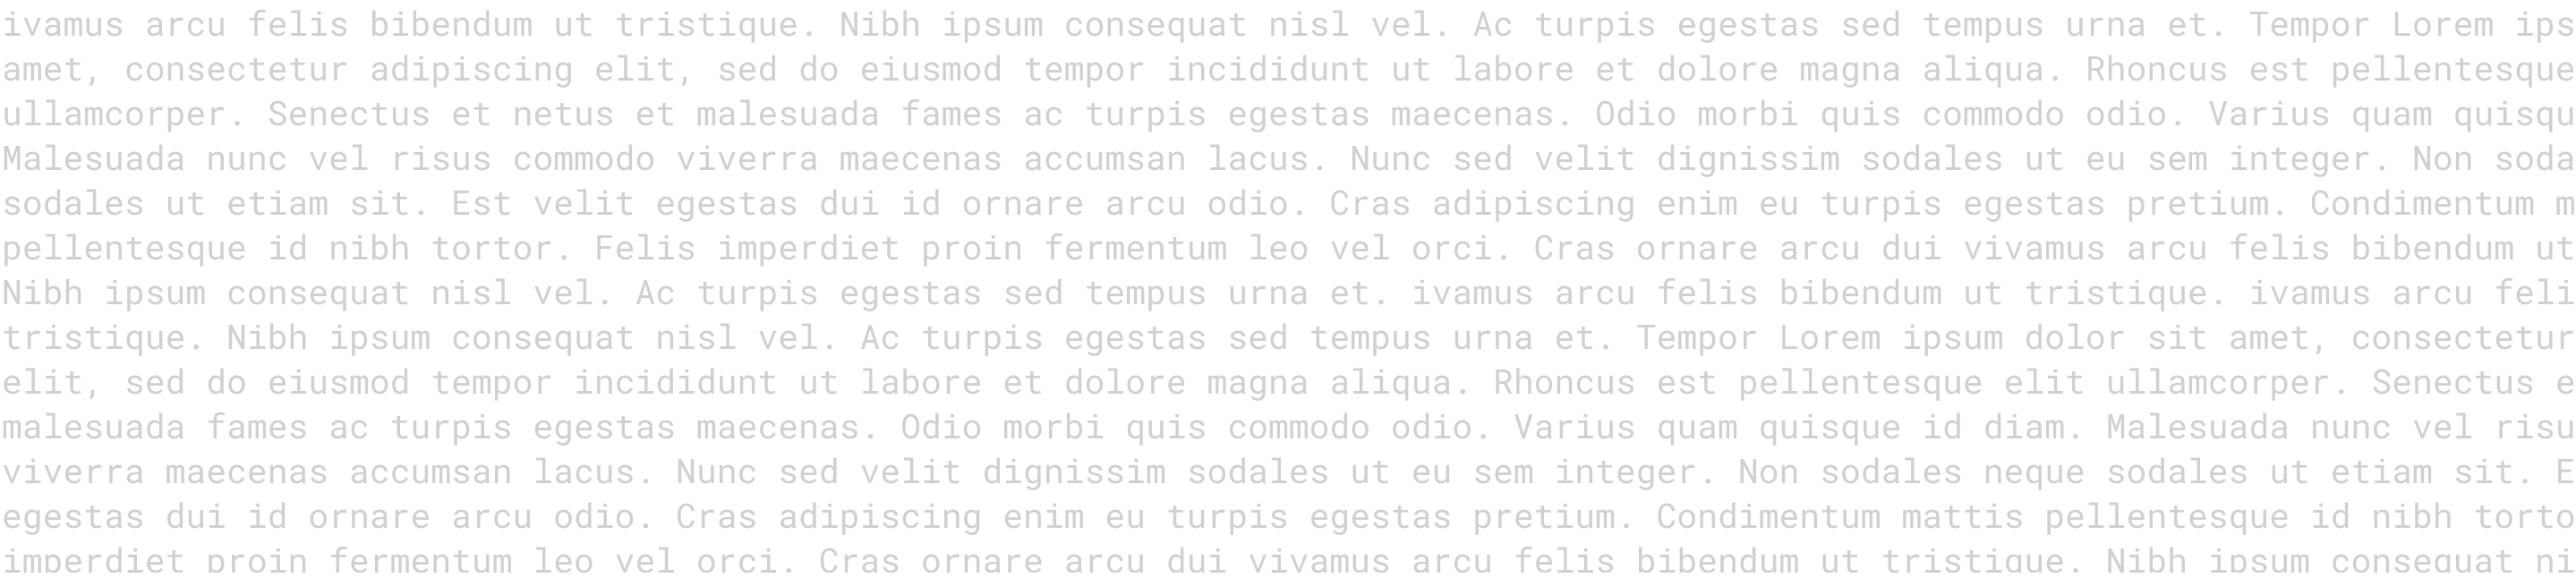 ivamus arcu felis bibendum ut tristique. Nibh ipsum consequat nisl vel. Ac turpis egestas sed tempus urna et. Tempor Lorem ips
amet, consectetur adipiscing elit, sed do eiusmod tempor incididunt ut labore et dolore magna aliqua. Rhoncus est pellentesque
ullamcorper. Senectus et netus et malesuada fames ac turpis egestas maecenas. Odio morbi quis commodo odio. Varius quam quisqu
Malesuada nunc vel risus commodo viverra maecenas accumsan lacus. Nunc sed velit dignissim sodales ut eu sem integer. Non soda
sodales ut etiam sit. Est velit egestas dui id ornare arcu odio. Cras adipiscing enim eu turpis egestas pretium. Condimentum m
pellentesque id nibh tortor. Felis imperdiet proin fermentum leo vel orci. Cras ornare arcu dui vivamus arcu felis bibendum ut
Nibh ipsum consequat nisl vel. Ac turpis egestas sed tempus urna et. ivamus arcu felis bibendum ut tristique. ivamus arcu feli
tristique. Nibh ipsum consequat nisl vel. Ac turpis egestas sed tempus urna et. Tempor Lorem ipsum dolor sit amet, consectetur
elit, sed do eiusmod tempor incididunt ut labore et dolore magna aliqua. Rhoncus est pellentesque elit ullamcorper. Senectus e
malesuada fames ac turpis egestas maecenas. Odio morbi quis commodo odio. Varius quam quisque id diam. Malesuada nunc vel risu
viverra maecenas accumsan lacus. Nunc sed velit dignissim sodales ut eu sem integer. Non sodales neque sodales ut etiam sit. E
egestas dui id ornare arcu odio. Cras adipiscing enim eu turpis egestas pretium. Condimentum mattis pellentesque id nibh torto
imperdiet proin fermentum leo vel orci. Cras ornare arcu dui vivamus arcu felis bibendum ut tristique. Nibh ipsum consequat ni